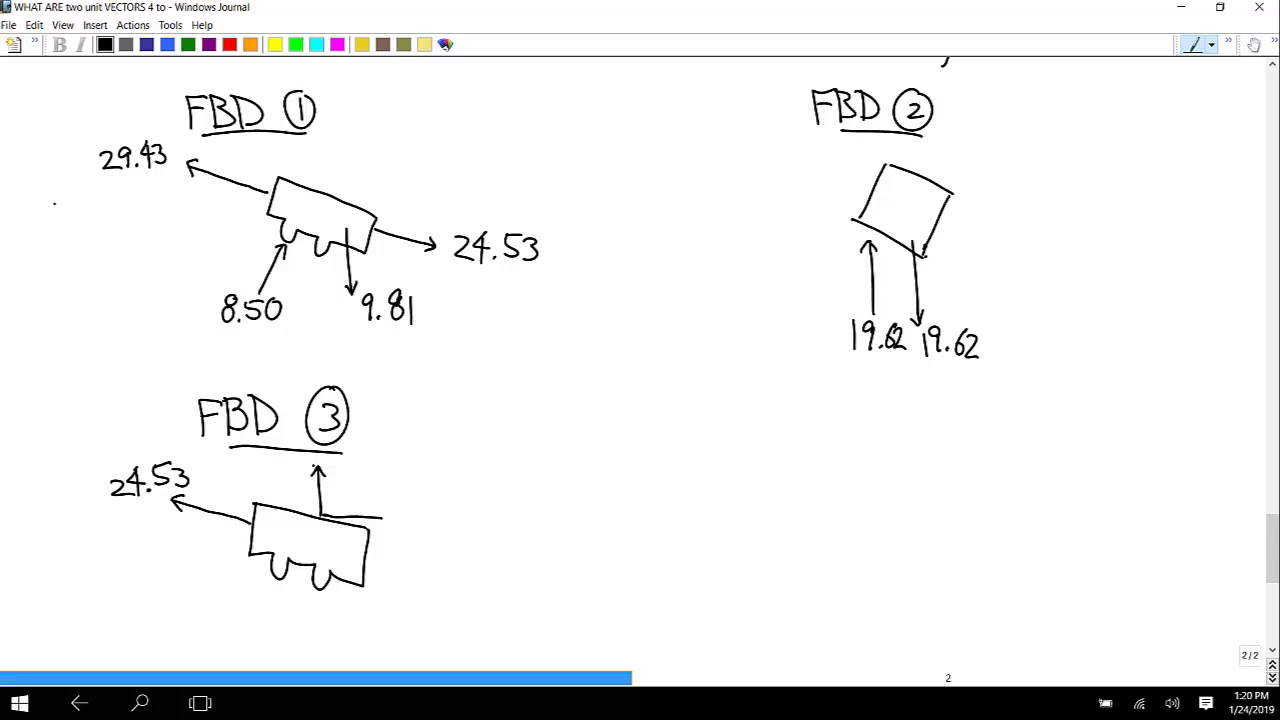 WHAT ARE two unit VECTORS 4 to - Windows Journal
File Edit View Insert Actions Tools Help
B I
FBD 1
29.43
24.53
8.50
9.81
FBD 2
19.62
19.62
FBD 3
24.53
2/2
2
1:20 PM
1/24/2019